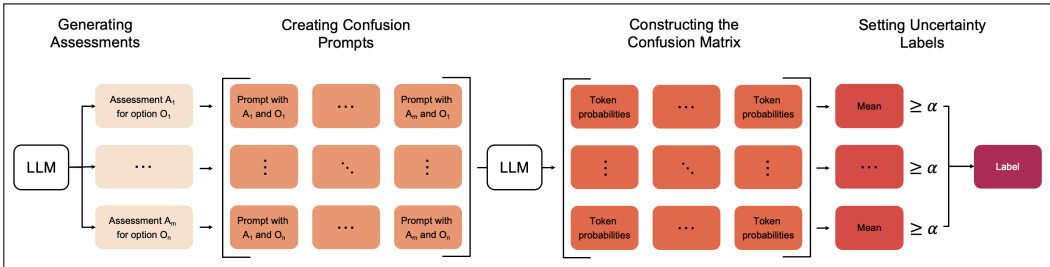 Generating
Assessments
Creating Confusion
Prompts
Constructing the
Confusion Matrix
Setting Uncertainty
Labels
LLM
Assessment A₁
for option O₁
...
Assessment Aₘ
for option Oₙ
Prompt with
A₁ and O₁
...
Prompt with
Aₘ and O₁
Prompt with
A₁ and Oₙ
...
Prompt with
Aₘ and Oₙ
LLM
Token
probabilities
...
Token
probabilities
Token
probabilities
...
Token
probabilities
Mean
≥ α
...
≥ α
Mean
≥ α
Label